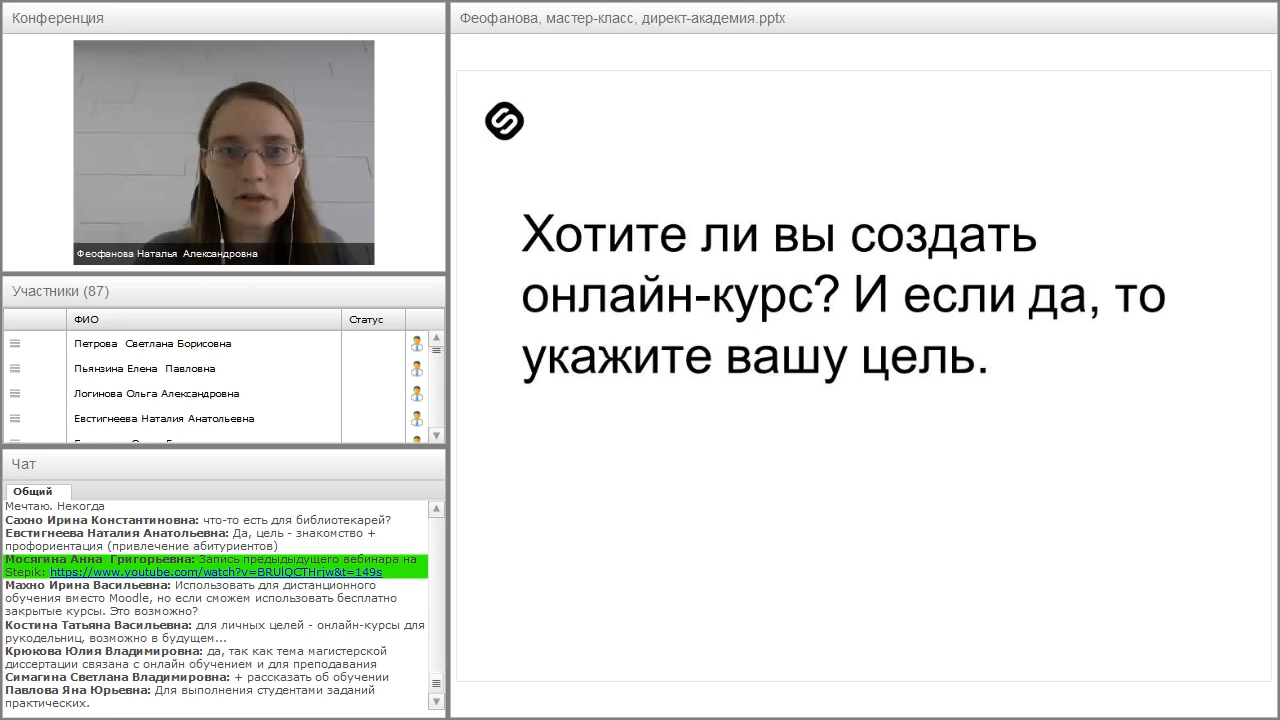 Конференция
Феофанова Наталья Александровна
Участники (87)
ФИО
Статус
Петрова Светлана Борисовна
Пьянзина Елена Павловна
Логинова Ольга Александровна
Евстигнеева Наталия Анатольевна
Чат
Общий
Мечтаю. Некогда
Сахно Ирина Константиновна: что-то есть для библиотекарей?
Евстигнеева Наталия Анатольевна: Да, цель - знакомство +
профориентация (привлечение абитуриентов)
Мосягина Анна Григорьевна: Запись предыдыдущего вебинара на
Stepik: https://www.youtube.com/watch?v=BRUlQCTHrjw&t=149s
Махно Ирина Васильевна: Использовать для дистанционного
обучения вместо Moodle, но если сможем использовать бесплатно
закрытые курсы. Это возможно?
Костина Татьяна Васильевна: для личных целей - онлайн-курсы для
рукодельниц, возможно в будущем...
Крюкова Юлия Владимировна: да, так как тема магистерской
диссертации связана с онлайн обучением и для преподавания
Симагина Светлана Владимировна: + рассказать об обучении
Павлова Яна Юрьевна: Для выполнения студентами заданий
практических.
Феофанова, мастер-класс, директ-академия.pptx
Хотите ли вы создать
онлайн-курс? И если да, то
укажите вашу цель.